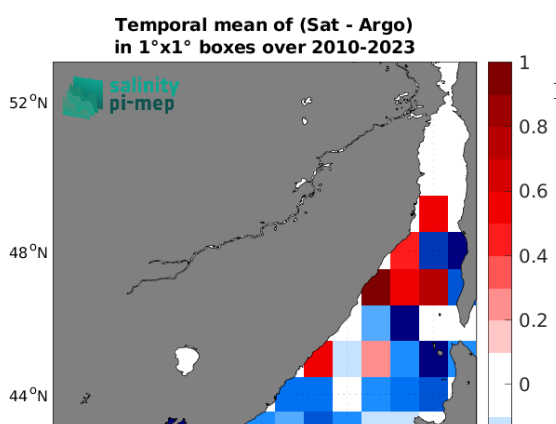 Temporal mean of (Sat - Argo)
in 1°x1° boxes over 2010-2023
salinity
pi-mep
52°N
48°N
44°N
1
0.8
0.6
0.4
0.2
0